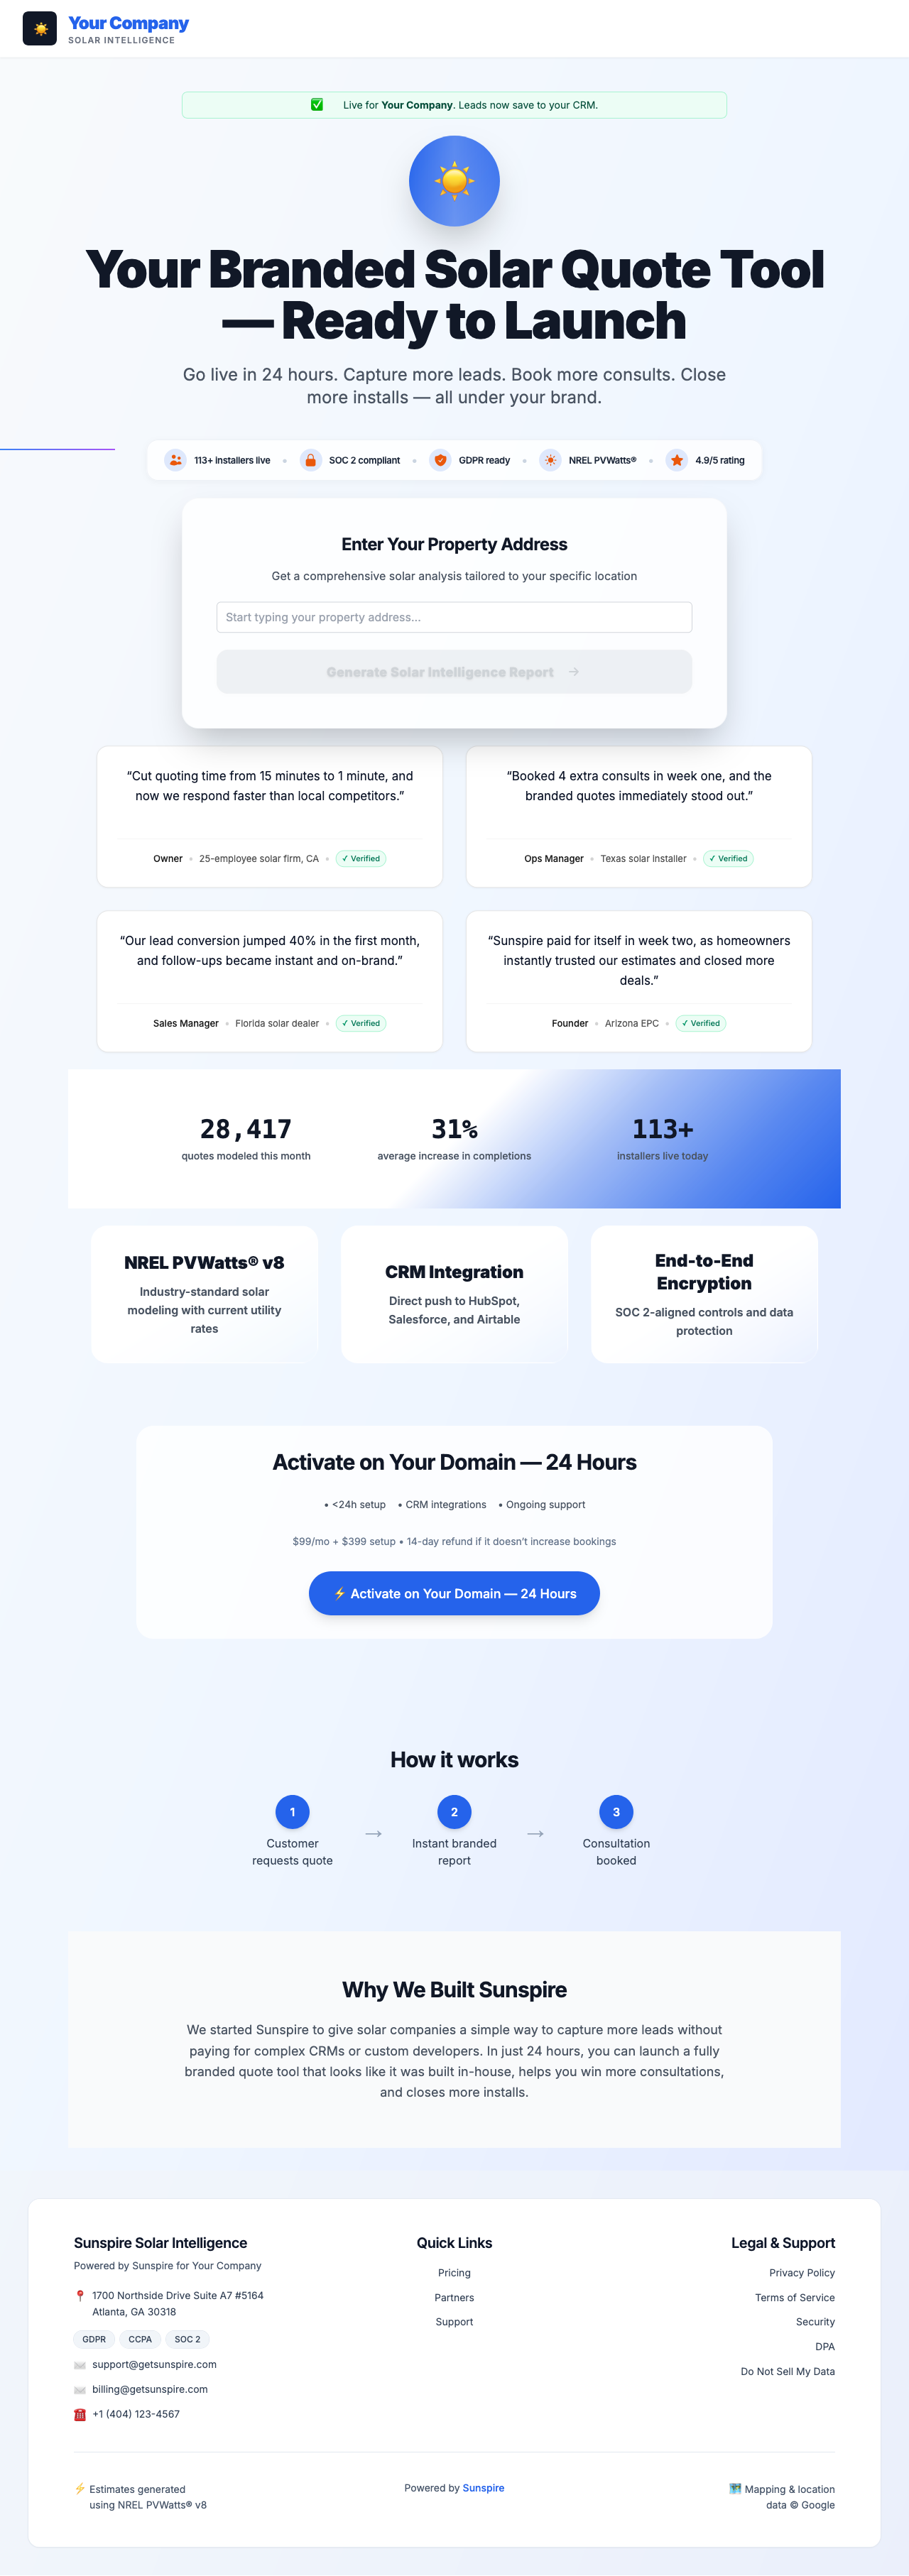 Your Company
SOLAR INTELLIGENCE
Live for Your Company. Leads now save to your CRM.
Your Branded Solar Quote Tool
— Ready to Launch
Go live in 24 hours. Capture more leads. Book more consults. Close
more installs — all under your brand.
113+ installers live • SOC 2 compliant • GDPR ready • NREL PVWatts® • 4.9/5 rating
Enter Your Property Address
Get a comprehensive solar analysis tailored to your specific location
Start typing your property address...
Generate Solar Intelligence Report →
“Cut quoting time from 15 minutes to 1 minute, and
now we respond faster than local competitors.”
Owner • 25-employee solar firm, CA • ✓ Verified
“Booked 4 extra consults in week one, and the
branded quotes immediately stood out.”
Ops Manager • Texas solar installer • ✓ Verified
“Our lead conversion jumped 40% in the first month,
and follow-ups became instant and on-brand.”
Sales Manager • Florida solar dealer • ✓ Verified
“Sunspire paid for itself in week two, as homeowners
instantly trusted our estimates and closed more
deals.”
Founder • Arizona EPC • ✓ Verified
28,417
quotes modeled this month
31%
average increase in completions
113+
installers live today
NREL PVWatts® v8
Industry-standard solar
modeling with current utility
rates
CRM Integration
Direct push to HubSpot,
Salesforce, and Airtable
End-to-End
Encryption
SOC 2-aligned controls and data
protection
Activate on Your Domain — 24 Hours
• <24h setup • CRM integrations • Ongoing support
$99/mo + $399 setup • 14-day refund if it doesn’t increase bookings
⚡ Activate on Your Domain — 24 Hours
How it works
1
Customer
requests quote
→
2
Instant branded
report
→
3
Consultation
booked
Why We Built Sunspire
We started Sunspire to give solar companies a simple way to capture more leads without
paying for complex CRMs or custom developers. In just 24 hours, you can launch a fully
branded quote tool that looks like it was built in-house, helps you win more consultations,
and closes more installs.
Sunspire Solar Intelligence
Powered by Sunspire for Your Company
1700 Northside Drive Suite A7 #5164
Atlanta, GA 30318
GDPR CCPA SOC 2
support@getsunspire.com
billing@getsunspire.com
+1 (404) 123-4567
Quick Links
Pricing
Partners
Support
Legal & Support
Privacy Policy
Terms of Service
Security
DPA
Do Not Sell My Data
⚡ Estimates generated
using NREL PVWatts® v8
Powered by Sunspire
Mapping & location
data © Google